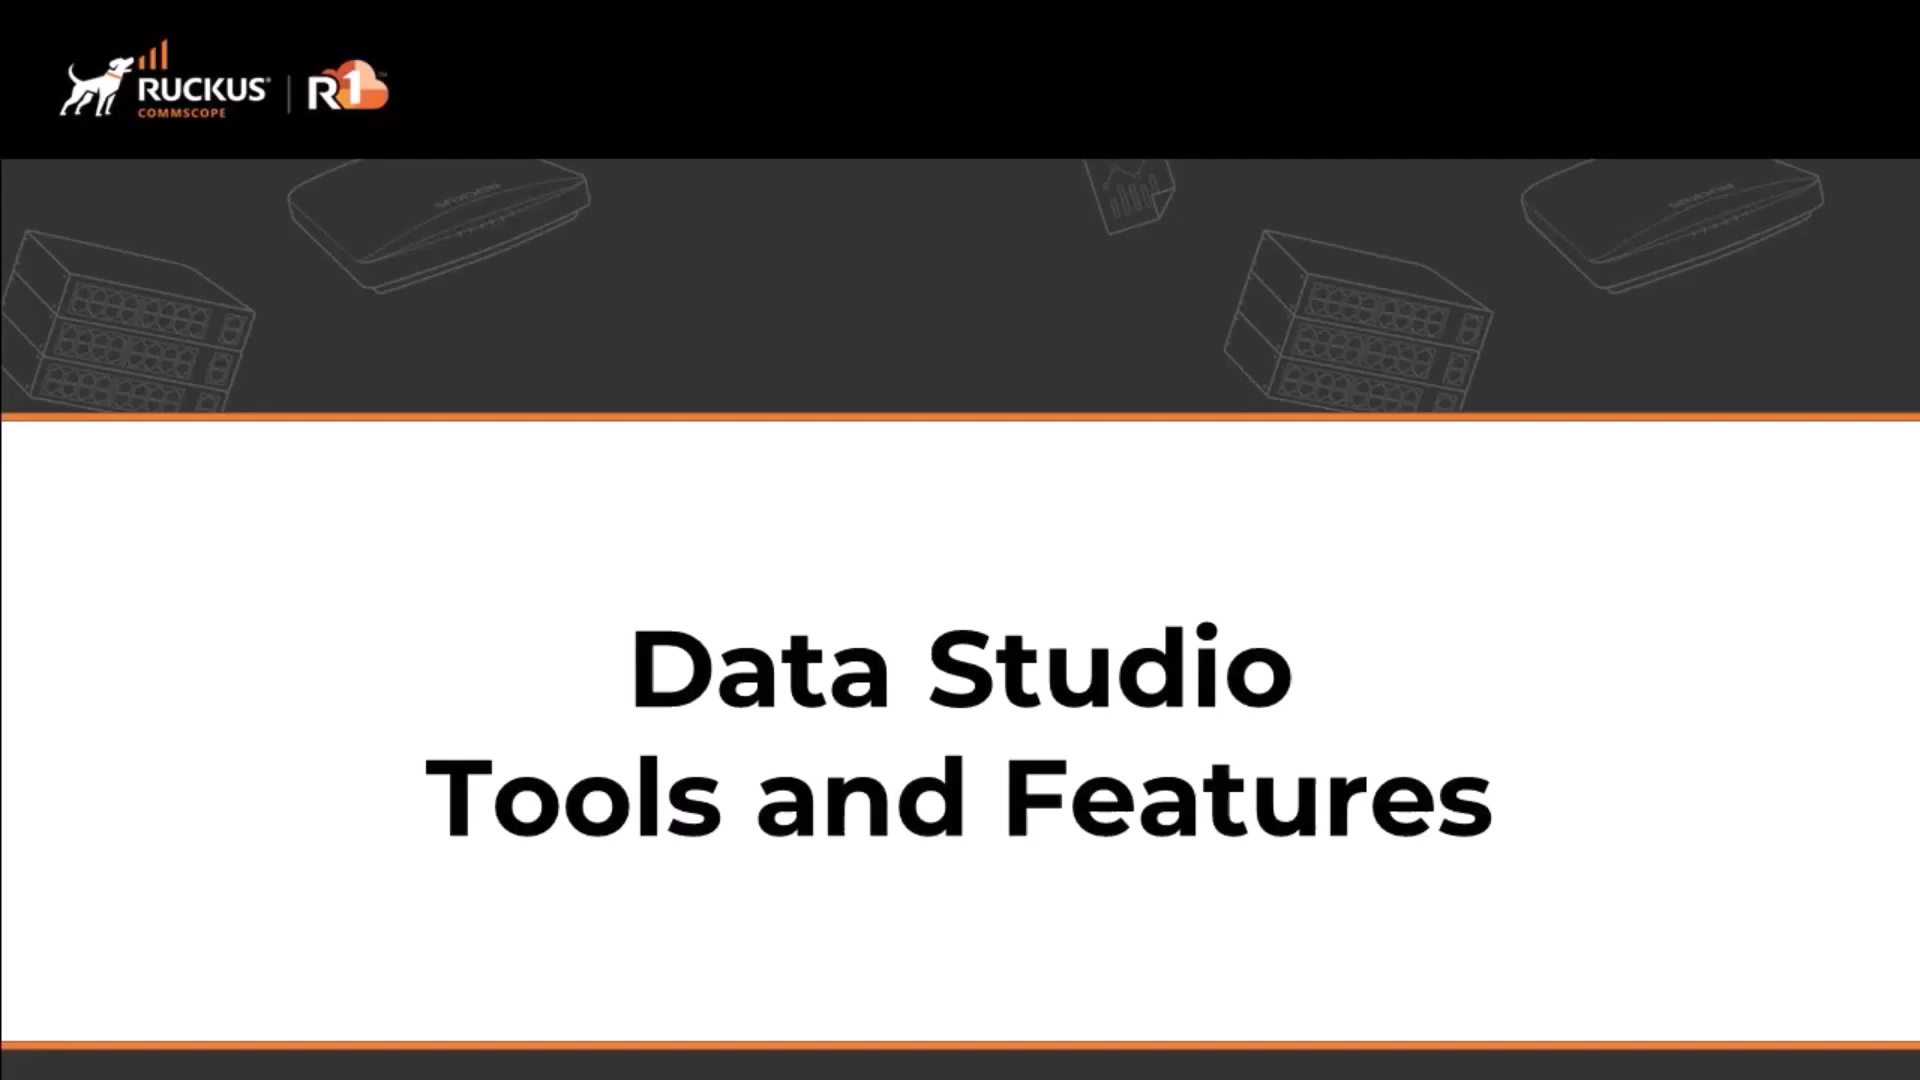 RUCKUS
COMMSCOPE
R1
Data Studio
Tools and Features